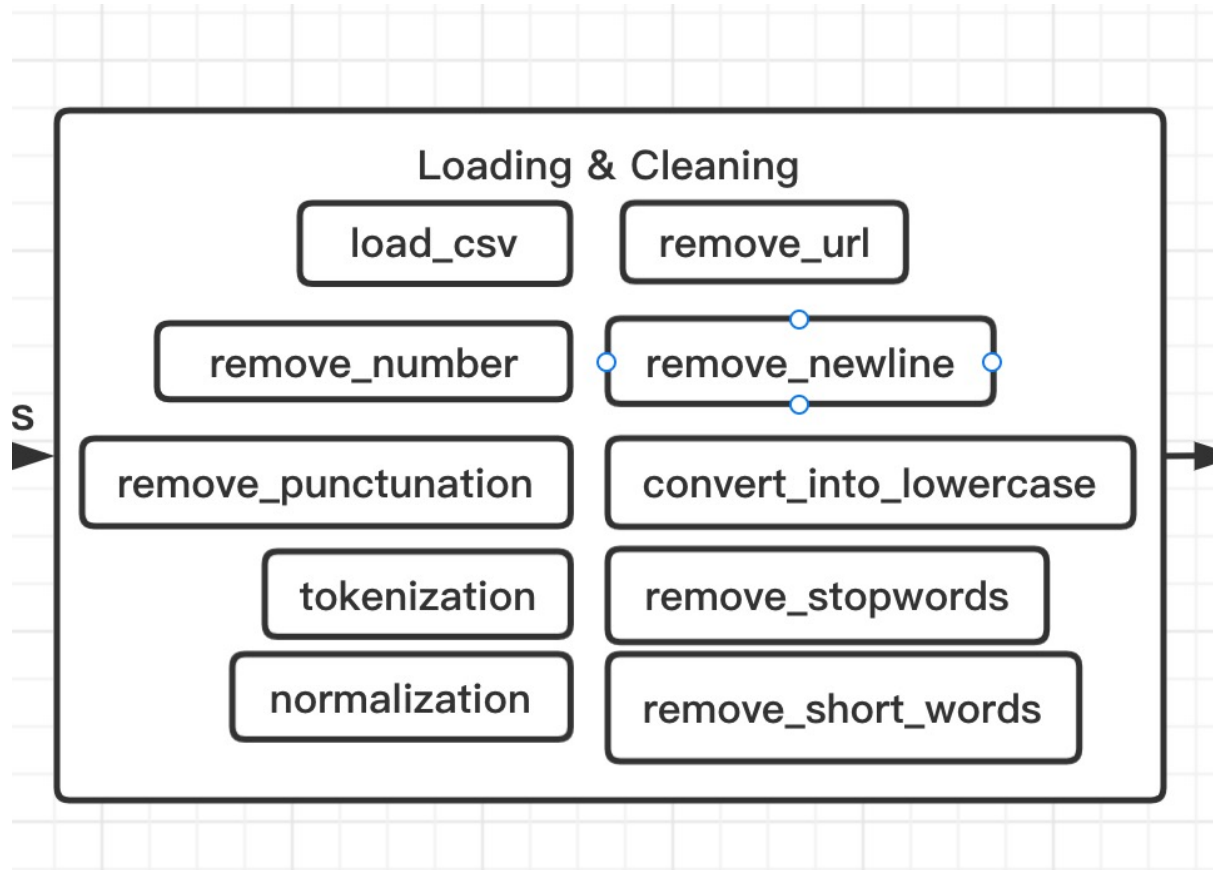 Loading & Cleaning
load_csv
remove_url
remove_number
remove_newline
s
remove_punctunation
convert_into_lowercase
tokenization
remove_stopwords
normalization
remove_short_words